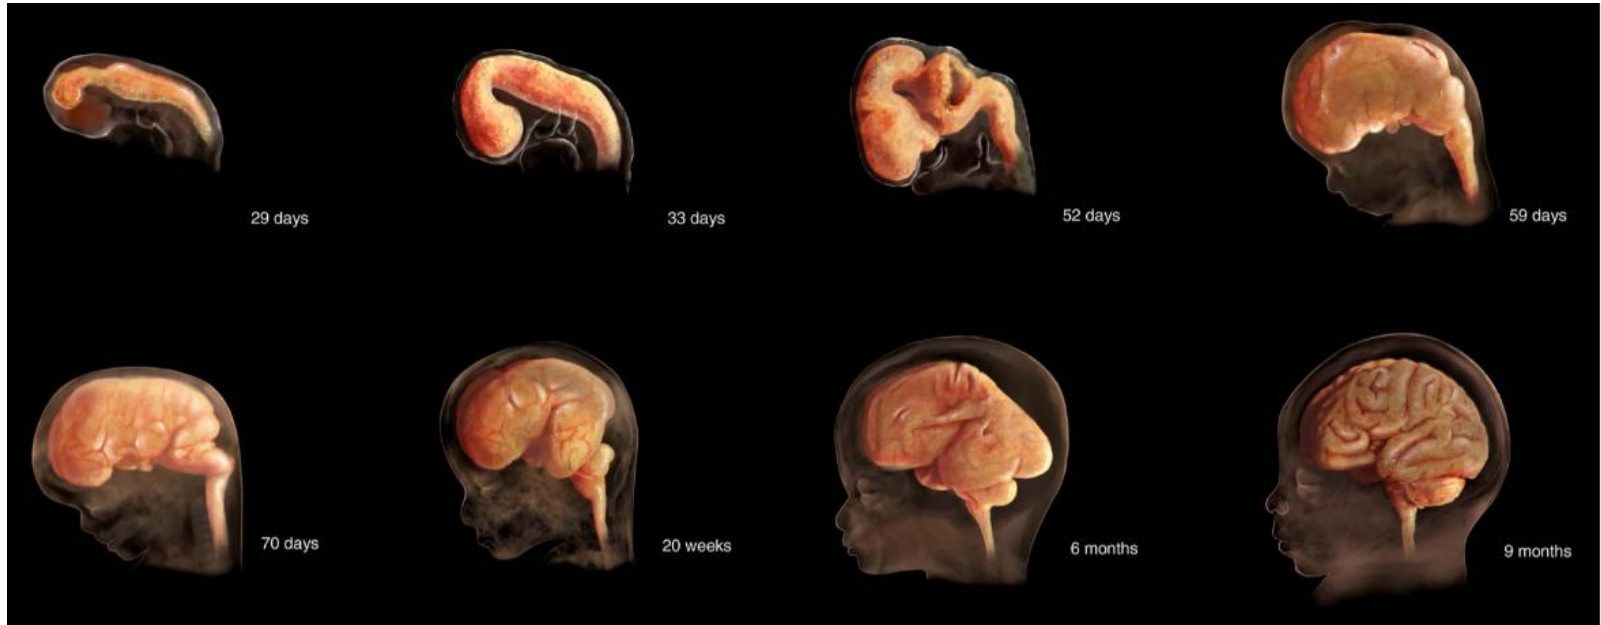 29 days
33 days
52 days
59 days
70 days
20 weeks
6 months
9 months